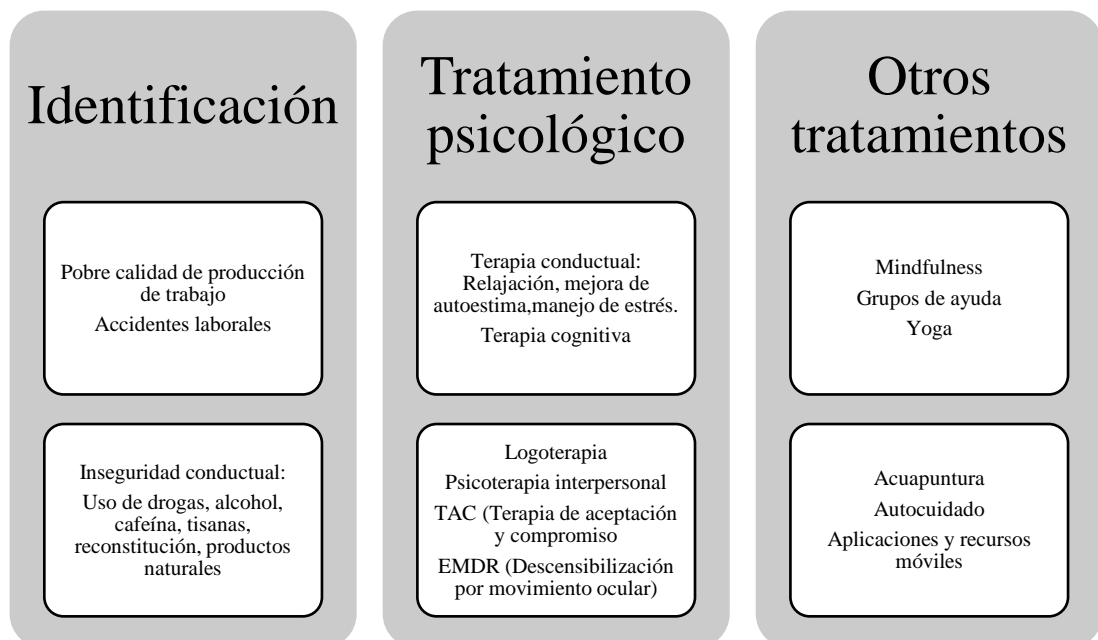 Identificación
Pobre calidad de producción
de trabajo
Accidentes laborales
Inseguridad conductual:
Uso de drogas, alcohol,
cafeína, tisanas,
reconstitución, productos
naturales
Tratamiento
psicológico
Terapia conductual:
Relajación, mejora de
autoestima,manejo de estrés.
Terapia cognitiva
Logoterapia
Psicoterapia interpersonal
TAC (Terapia de aceptación
y compromiso
EMDR (Descensibilización
por movimiento ocular)
Otros
tratamientos
Mindfulness
Grupos de ayuda
Yoga
Acuapuntura
Autocuidado
Aplicaciones y recursos
móviles